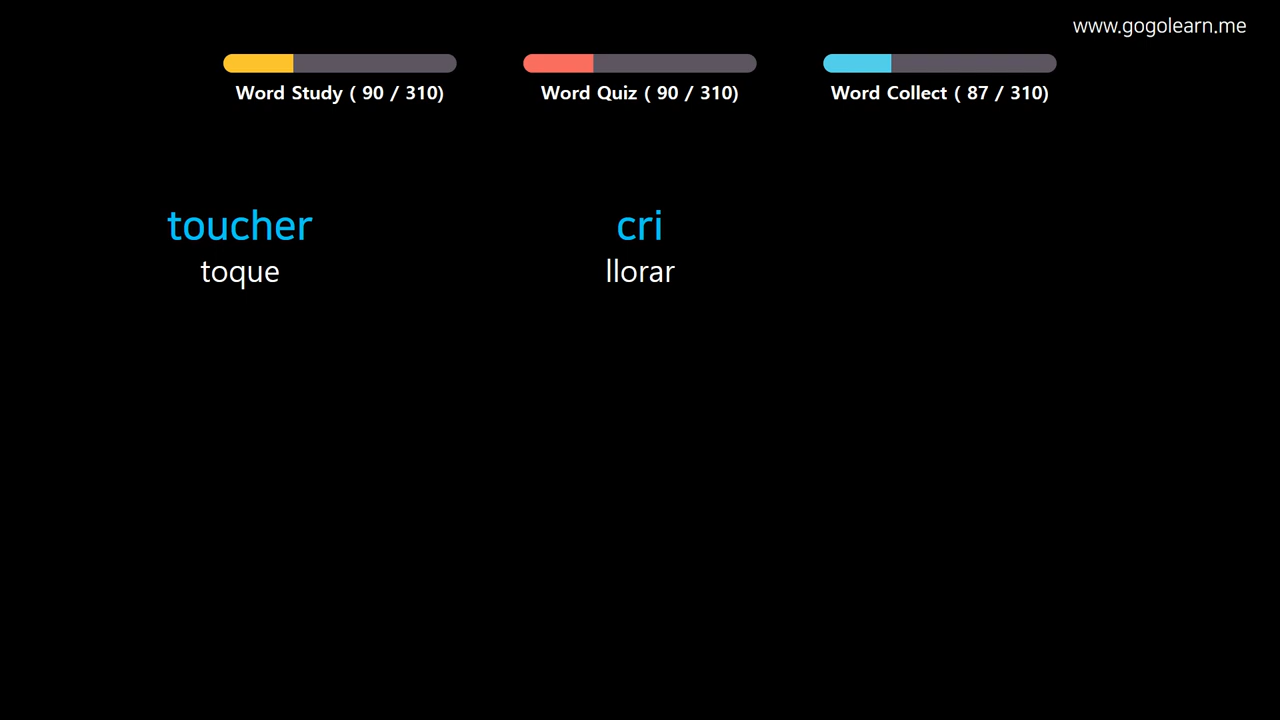 www.gogolearn.me
Word Study ( 90 / 310)
Word Quiz ( 90 / 310)
Word Collect ( 87 / 310)
toucher
toque
cri
llorar